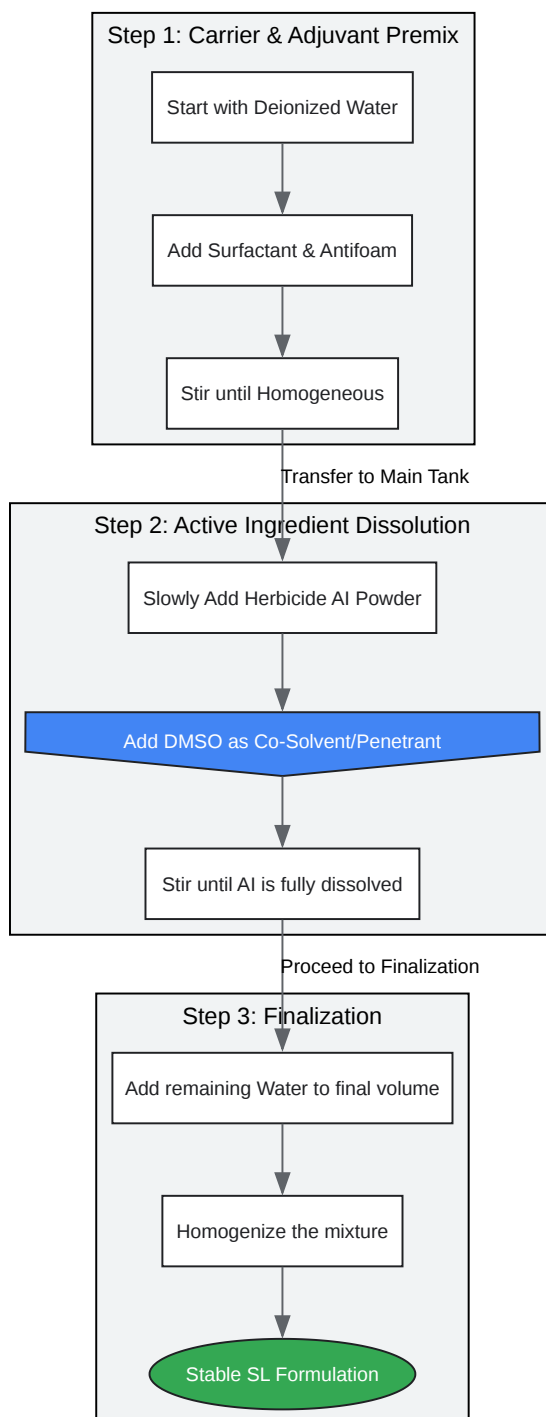 Step 1: Carrier & Adjuvant Premix
Start with Deionized Water
Add Surfactant & Antifoam
Stir until Homogeneous
Transfer to Main Tank
Step 2: Active Ingredient Dissolution
Slowly Add Herbicide AI Powder
Add DMSO as Co-Solvent/Penetrant
Stir until AI is fully dissolved
Proceed to Finalization
Step 3: Finalization
Add remaining Water to final volume
Homogenize the mixture
Stable SL Formulation